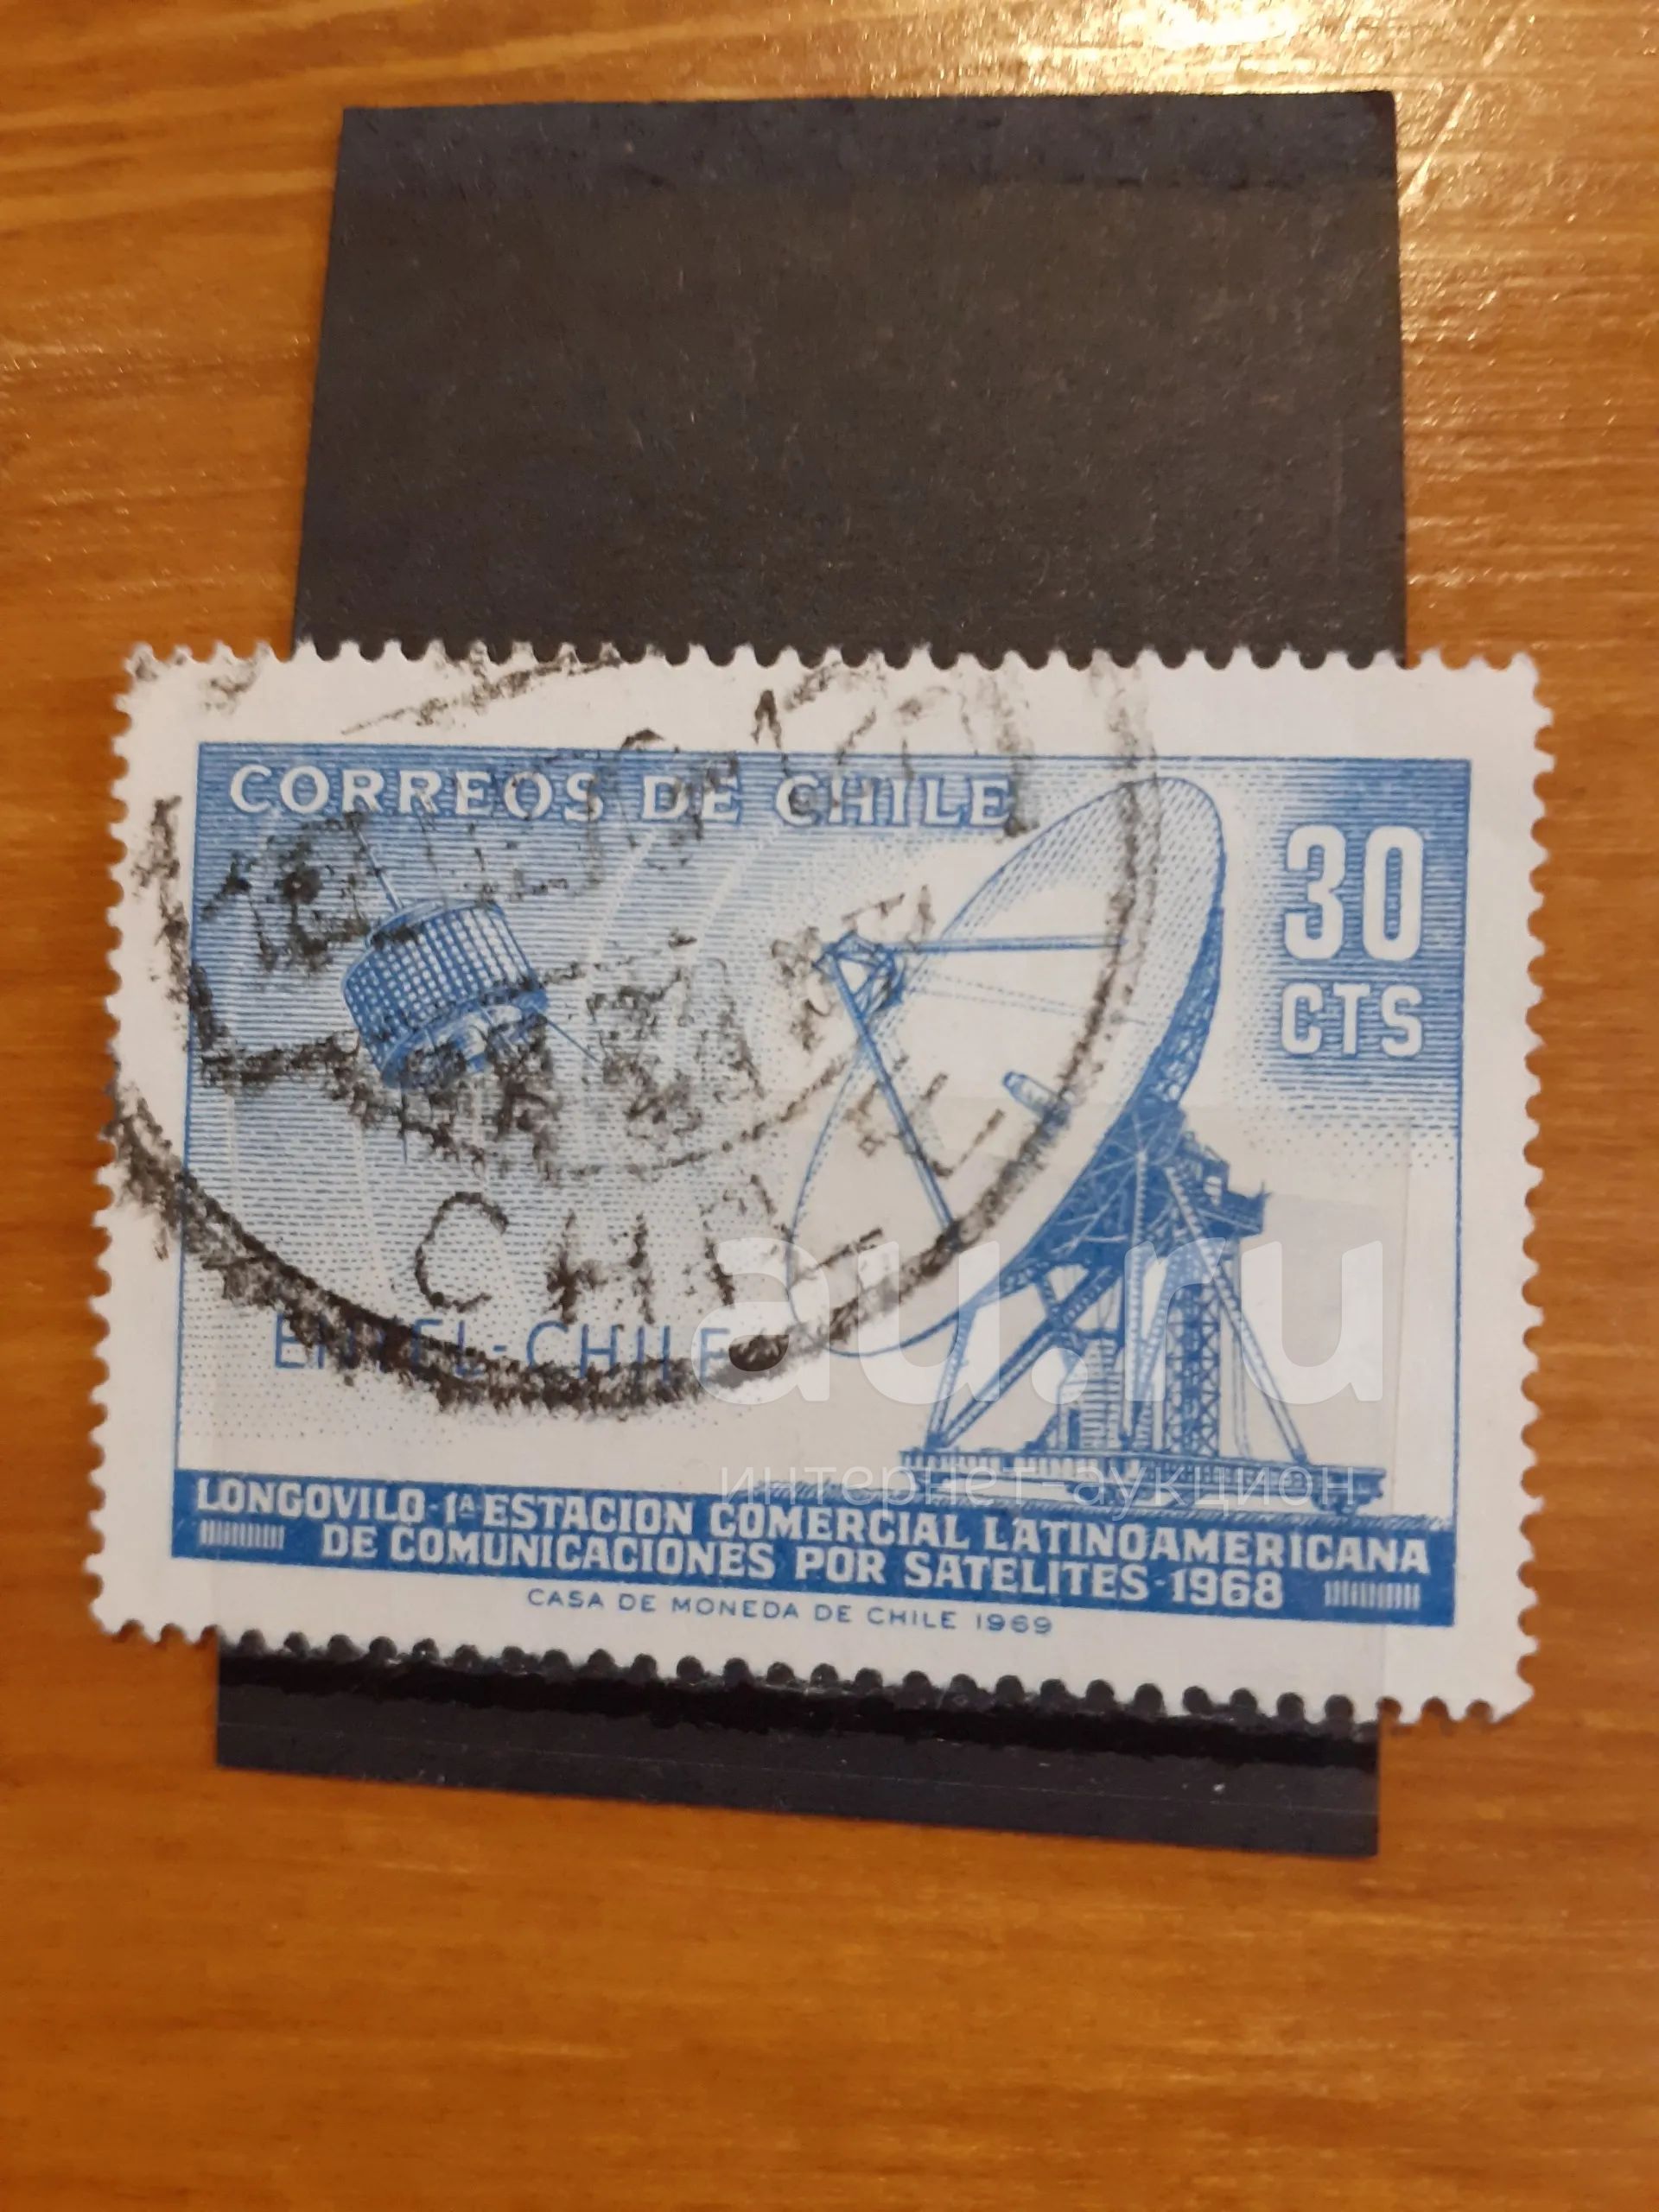 CORREOS DE CHILE
30
CTS
CHILE
ENTEL-CHILE
au.ru
интернет-аукцион
LONGOVILO-1ᴬ ESTACION COMERCIAL LATINOAMERICANA
DE COMUNICACIONES POR SATELITES-1968
CASA DE MONEDA DE CHILE 1969